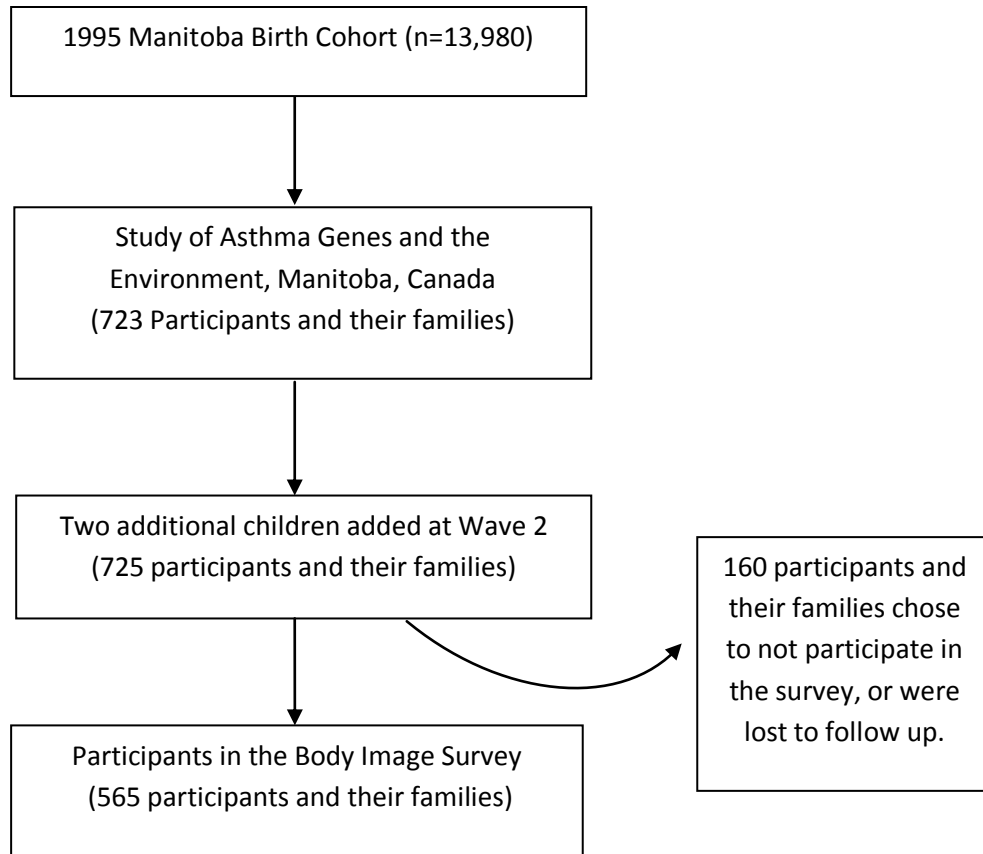 1995 Manitoba Birth Cohort (n=13,980)
Study of Asthma Genes and the
Environment, Manitoba, Canada
(723 Participants and their families)
Two additional children added at Wave 2
(725 participants and their families)
160 participants and
their families chose
to not participate in
the survey, or were
lost to follow up.
Participants in the Body Image Survey
(565 participants and their families)